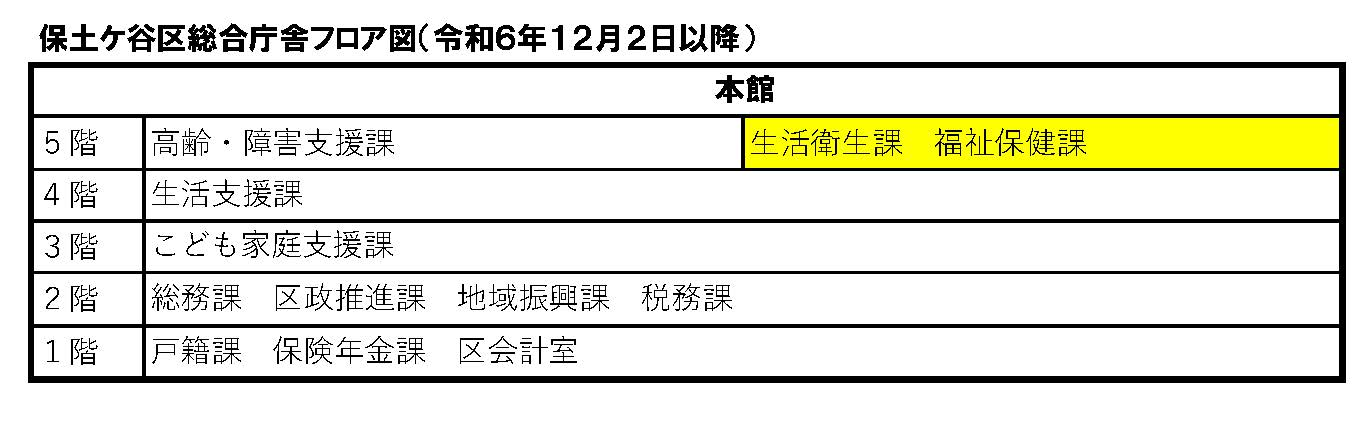 保土ケ谷区総合庁舎フロア図（令和６年１２月２日以降）
本館
５階 高齢・障害支援課 生活衛生課　福祉保健課
４階 生活支援課
３階 こども家庭支援課
２階 総務課　区政推進課　地域振興課　税務課
１階 戸籍課　保険年金課　区会計室